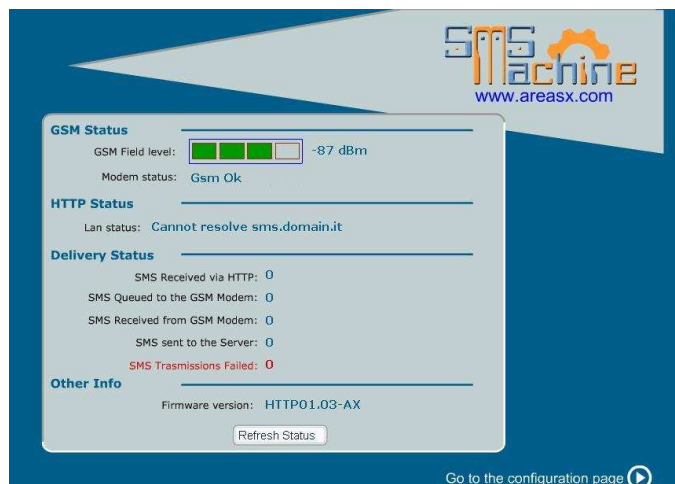 SMS
Machine
www.areasx.com
GSM Status
GSM Field level: -87 dBm
Modem status: Gsm Ok
HTTP Status
Lan status: Cannot resolve sms.domain.it
Delivery Status
SMS Received via HTTP: 0
SMS Queued to the GSM Modem: 0
SMS Received from GSM Modem: 0
SMS sent to the Server: 0
SMS Trasmissions Failed: 0
Other Info
Firmware version: HTTP01.03-AX
Refresh Status
Go to the configuration page